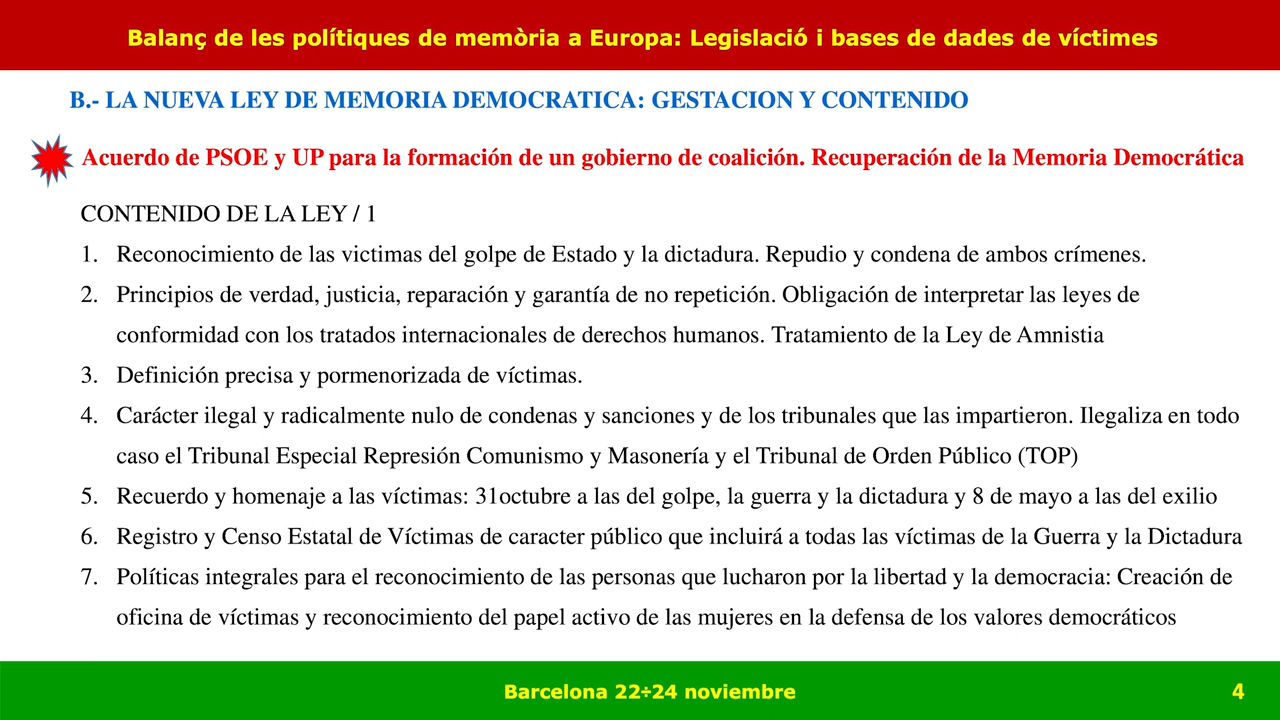 Balanç de les polítiques de memòria a Europa: Legislació i bases de dades de víctimes
B.- LA NUEVA LEY DE MEMORIA DEMOCRATICA: GESTACION Y CONTENIDO
Acuerdo de PSOE y UP para la formación de un gobierno de coalición. Recuperación de la Memoria Democrática
CONTENIDO DE LA LEY / 1
1. Reconocimiento de las victimas del golpe de Estado y la dictadura. Repudio y condena de ambos crímenes.
2. Principios de verdad, justicia, reparación y garantía de no repetición. Obligación de interpretar las leyes de
conformidad con los tratados internacionales de derechos humanos. Tratamiento de la Ley de Amnistia
3. Definición precisa y pormenorizada de víctimas.
4. Carácter ilegal y radicalmente nulo de condenas y sanciones y de los tribunales que las impartieron. Ilegaliza en todo
caso el Tribunal Especial Represión Comunismo y Masonería y el Tribunal de Orden Público (TOP)
5. Recuerdo y homenaje a las víctimas: 31octubre a las del golpe, la guerra y la dictadura y 8 de mayo a las del exilio
6. Registro y Censo Estatal de Víctimas de caracter público que incluirá a todas las víctimas de la Guerra y la Dictadura
7. Políticas integrales para el reconocimiento de las personas que lucharon por la libertad y la democracia: Creación de
oficina de víctimas y reconocimiento del papel activo de las mujeres en la defensa de los valores democráticos
Barcelona 22÷24 noviembre
4